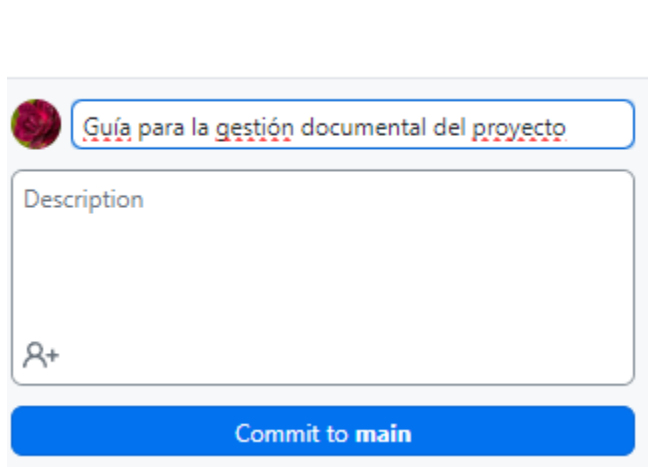 Guía para la gestión documental del proyecto
Description
Commit to main